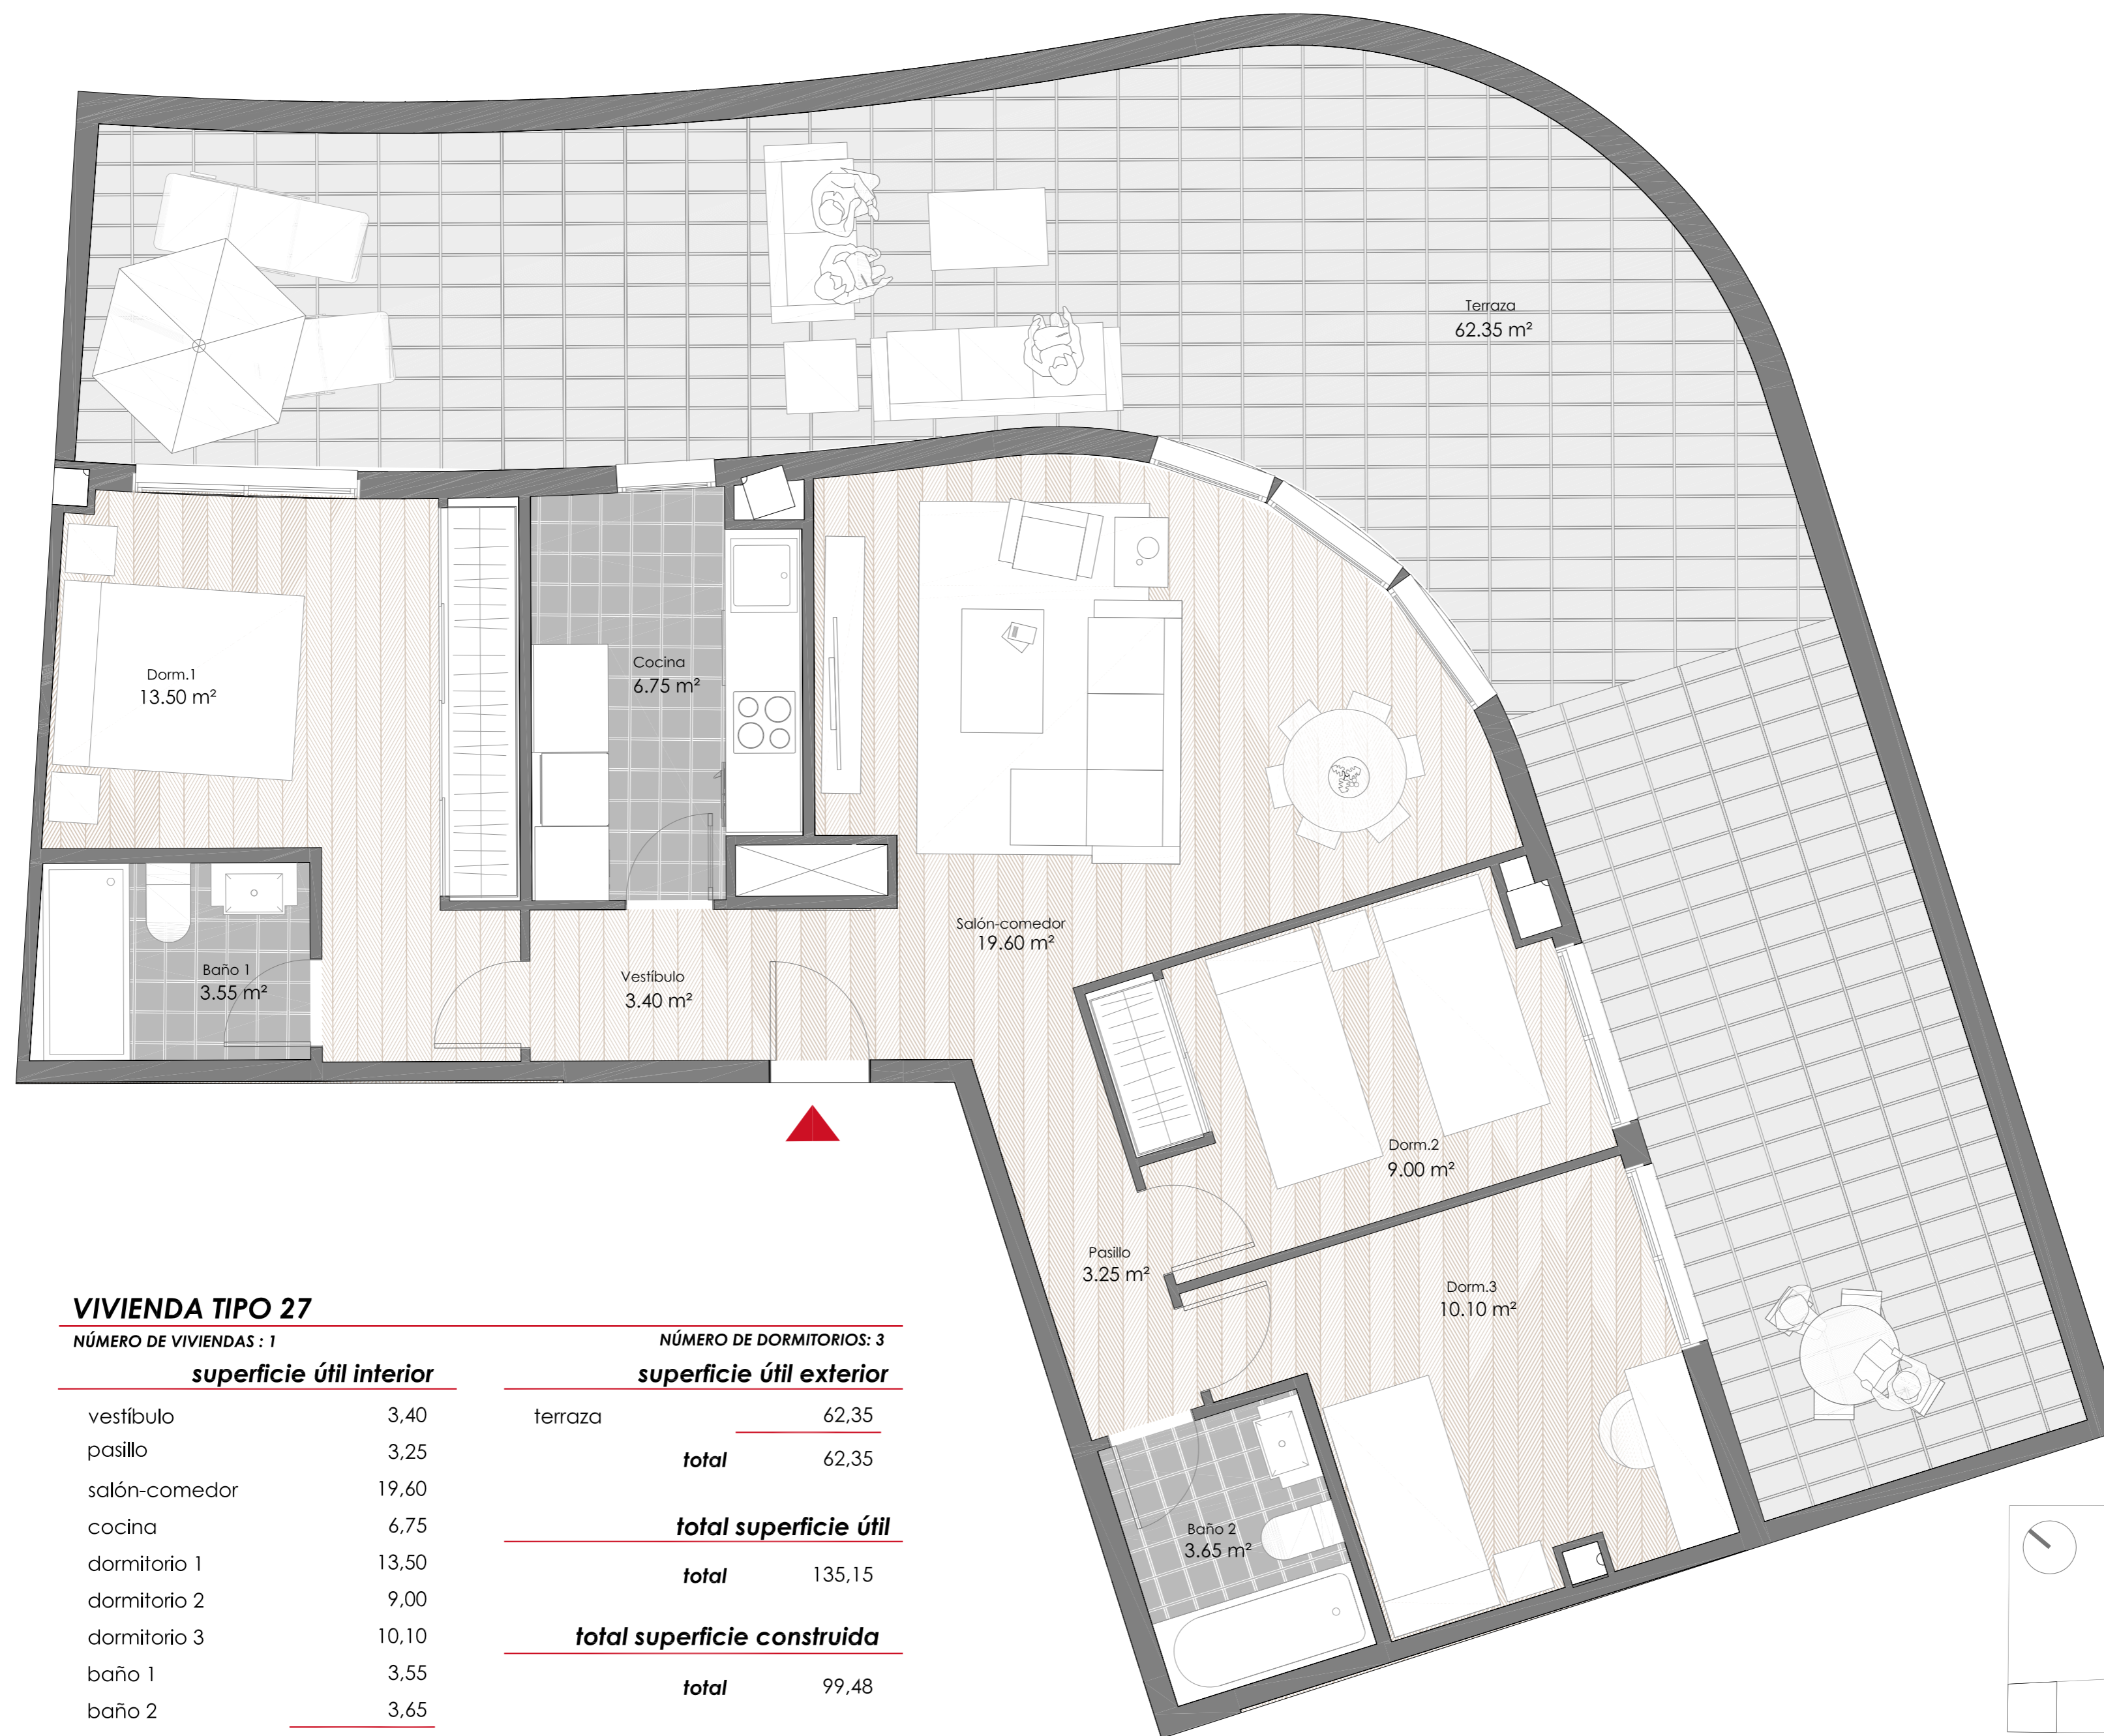 Terraza
62.35 m²
Dorm.1
13.50 m²
Cocina
6.75 m²
Salón-comedor
19.60 m²
Baño 1
3.55 m²
Vestíbulo
3.40 m²
Dorm.2
9.00 m²
Pasillo
3.25 m²
Dorm.3
10.10 m²
Baño 2
3.65 m²
VIVIENDA TIPO 27
NÚMERO DE VIVIENDAS : 1 NÚMERO DE DORMITORIOS: 3
superficie útil interior
vestíbulo 3,40
pasillo 3,25
salón-comedor 19,60
cocina 6,75
dormitorio 1 13,50
dormitorio 2 9,00
dormitorio 3 10,10
baño 1 3,55
baño 2 3,65
superficie útil exterior
terraza 62,35
total 62,35
total superficie útil
total 135,15
total superficie construida
total 99,48